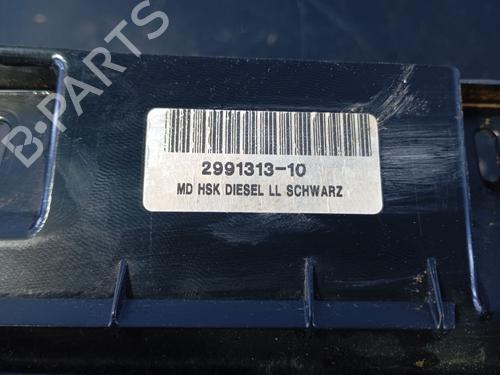 B-PARTS
2991313-10
MD HSK DIESEL LL SCHWARZ